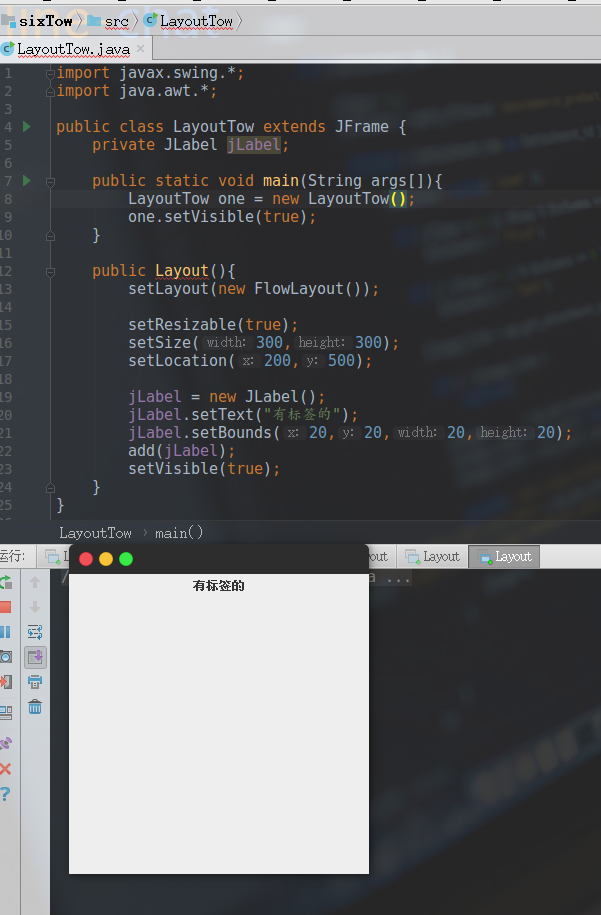 sixTow src LayoutTow
LayoutTow.java
1 import javax.swing.*;
2 import java.awt.*;
3
4 public class LayoutTow extends JFrame {
5 private JLabel jLabel;
6
7 public static void main(String args[]){
8 LayoutTow one = new LayoutTow();
9 one.setVisible(true);
10 }
11
12 public Layout(){
13 setLayout(new FlowLayout());
14
15 setResizable(true);
16 setSize( width: 300, height: 300);
17 setLocation( x: 200, y: 500);
18
19 jLabel = new JLabel();
20 jLabel.setText("有标签的");
21 jLabel.setBounds( x: 20, y: 20, width: 20, height: 20);
22 add(jLabel);
23 setVisible(true);
24 }
25 }
LayoutTow main()
运行: Layout Layout
...
有标签的